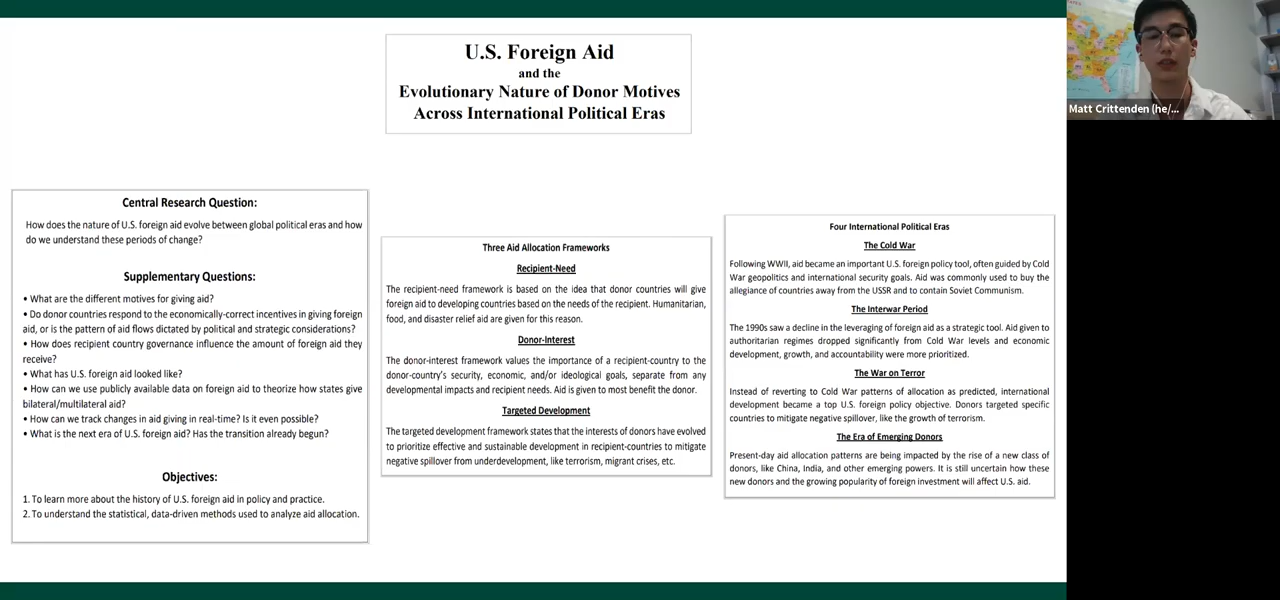 U.S. Foreign Aid
and the
Evolutionary Nature of Donor Motives
Across International Political Eras
Matt Crittenden (he/...
Central Research Question:
How does the nature of U.S. foreign aid evolve between global political eras and how
do we understand these periods of change?
Supplementary Questions:
• What are the different motives for giving aid?
• Do donor countries respond to the economically-correct incentives in giving foreign
aid, or is the pattern of aid flows dictated by political and strategic considerations?
• How does recipient country governance influence the amount of foreign aid they
receive?
• What has U.S. foreign aid looked like?
• How can we use publicly available data on foreign aid to theorize how states give
bilateral/multilateral aid?
• How can we track changes in aid giving in real-time? Is it even possible?
• What is the next era of U.S. foreign aid? Has the transition already begun?
Objectives:
1. To learn more about the history of U.S. foreign aid in policy and practice.
2. To understand the statistical, data-driven methods used to analyze aid allocation.
Three Aid Allocation Frameworks
Recipient-Need
The recipient-need framework is based on the idea that donor countries will give
foreign aid to developing countries based on the needs of the recipient. Humanitarian,
food, and disaster relief aid are given for this reason.
Donor-Interest
The donor-interest framework values the importance of a recipient-country to the
donor-country's security, economic, and/or ideological goals, separate from any
developmental impacts and recipient needs. Aid is given to most benefit the donor.
Targeted Development
The targeted development framework states that the interests of donors have evolved
to prioritize effective and sustainable development in recipient-countries to mitigate
negative spillover from underdevelopment, like terrorism, migrant crises, etc.
Four International Political Eras
The Cold War
Following WWII, aid became an important U.S. foreign policy tool, often guided by Cold
War geopolitics and international security goals. Aid was commonly used to buy the
allegiance of countries away from the USSR and to contain Soviet Communism.
The Interwar Period
The 1990s saw a decline in the leveraging of foreign aid as a strategic tool. Aid given to
authoritarian regimes dropped significantly from Cold War levels and economic
development, growth, and accountability were more prioritized.
The War on Terror
Instead of reverting to Cold War patterns of allocation as predicted, international
development became a top U.S. foreign policy objective. Donors targeted specific
countries to mitigate negative spillover, like the growth of terrorism.
The Era of Emerging Donors
Present-day aid allocation patterns are being impacted by the rise of a new class of
donors, like China, India, and other emerging powers. It is still uncertain how these
new donors and the growing popularity of foreign investment will affect U.S. aid.